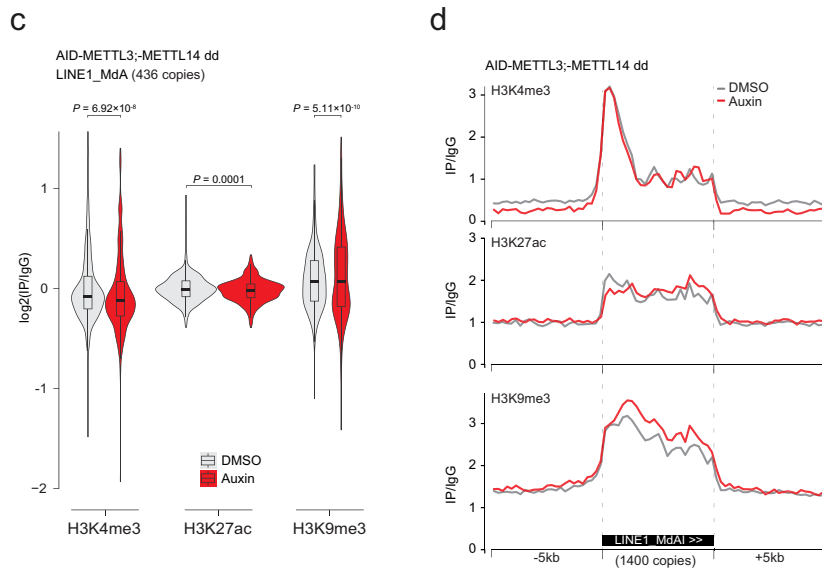 c
AID-METTL3;-METTL14 dd
LINE1_MdA (436 copies)
P = 6.92×10-8
P = 5.11×10-10
P = 0.0001
log2(IP/IgG)
1
0
-1
−2
DMSO
Auxin
H3K4me3
H3K27ac
H3K9me3
d
AID-METTL3;-METTL14 dd
H3K4me3
DMSO
Auxin
IP/IgG
3
2
1
0
H3K27ac
IP/IgG
3
2
1
0
H3K9me3
IP/IgG
3
2
1
0
LINE1_MdAI >>
-5kb
(1400 copies)
+5kb